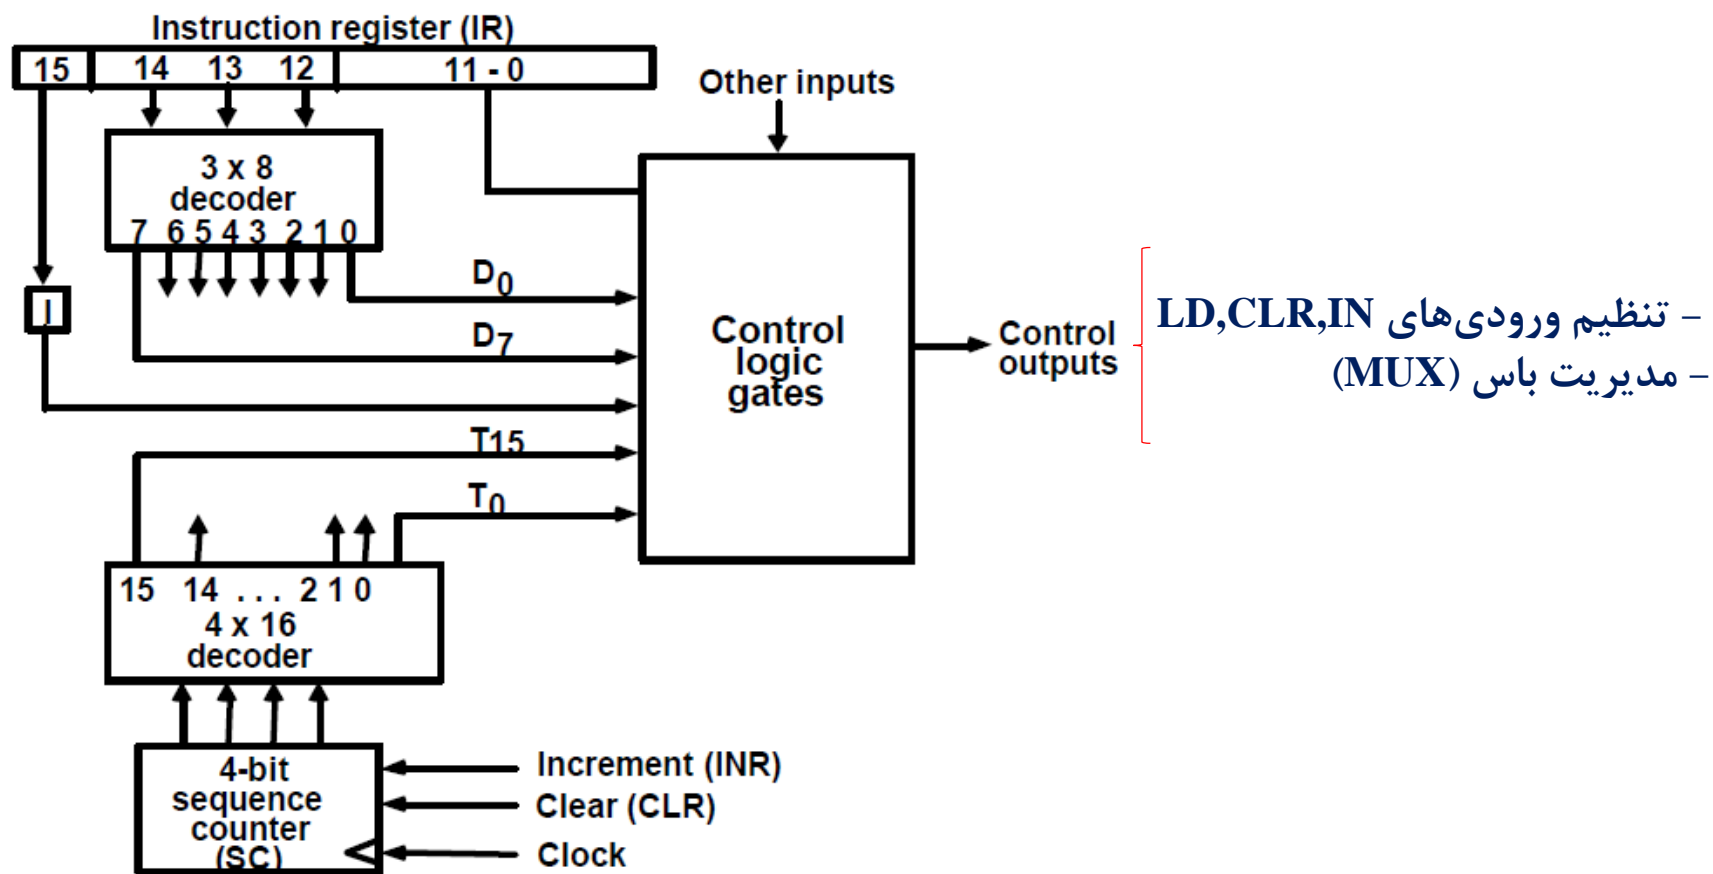 Instruction register (IR)
15 14 13 12 11 - 0
Other inputs
3 x 8
decoder
7 6 5 4 3 2 1 0
D0
I
D7
Control
logic
gates
Control
outputs
- تنظیم ورودی‌های LD,CLR,IN
- مدیریت باس (MUX)
T15
T0
15 14 . . . 2 1 0
4 x 16
decoder
4-bit
sequence
counter
(SC)
Increment (INR)
Clear (CLR)
Clock